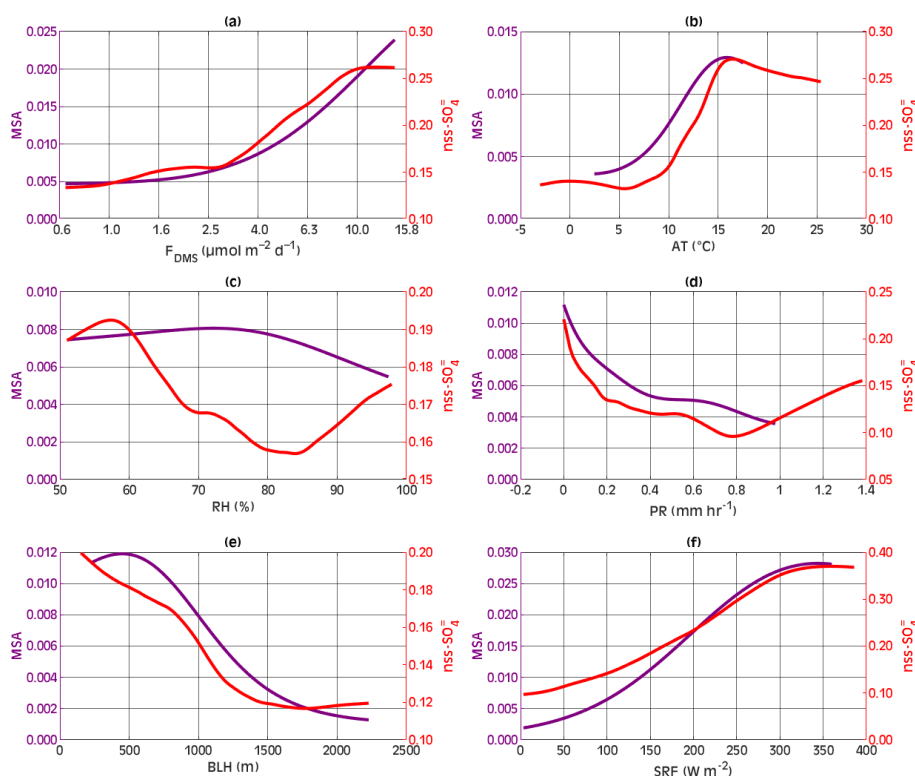 (a)
0.025
0.020
0.015
0.010
0.005
0.000
MSA
0.30
0.25
0.20
0.15
0.10
nss-SO₄⁼
0.6 1.0 1.6 2.5 4.0 6.3 10.0 15.8
F_DMS (μmol m⁻² d⁻¹)
(b)
0.015
0.010
0.005
0.000
MSA
0.30
0.25
0.20
0.15
0.10
nss-SO₄⁼
-5 0 5 10 15 20 25 30
AT (°C)
(c)
0.010
0.008
0.006
0.004
0.002
0.000
MSA
0.20
0.19
0.18
0.17
0.16
0.15
nss-SO₄⁼
50 60 70 80 90 100
RH (%)
(d)
0.012
0.010
0.008
0.006
0.004
0.002
0.000
MSA
0.25
0.20
0.15
0.10
0.05
nss-SO₄⁼
-0.2 0 0.2 0.4 0.6 0.8 1.0 1.2 1.4
PR (mm hr⁻¹)
(e)
0.012
0.010
0.008
0.006
0.004
0.002
0.000
MSA
0.20
0.18
0.16
0.14
0.12
0.10
nss-SO₄⁼
0 500 1000 1500 2000 2500
BLH (m)
(f)
0.030
0.025
0.020
0.015
0.010
0.005
0.000
MSA
0.40
0.30
0.20
0.10
0.00
nss-SO₄⁼
0 50 100 150 200 250 300 350 400
SRF (W m⁻²)